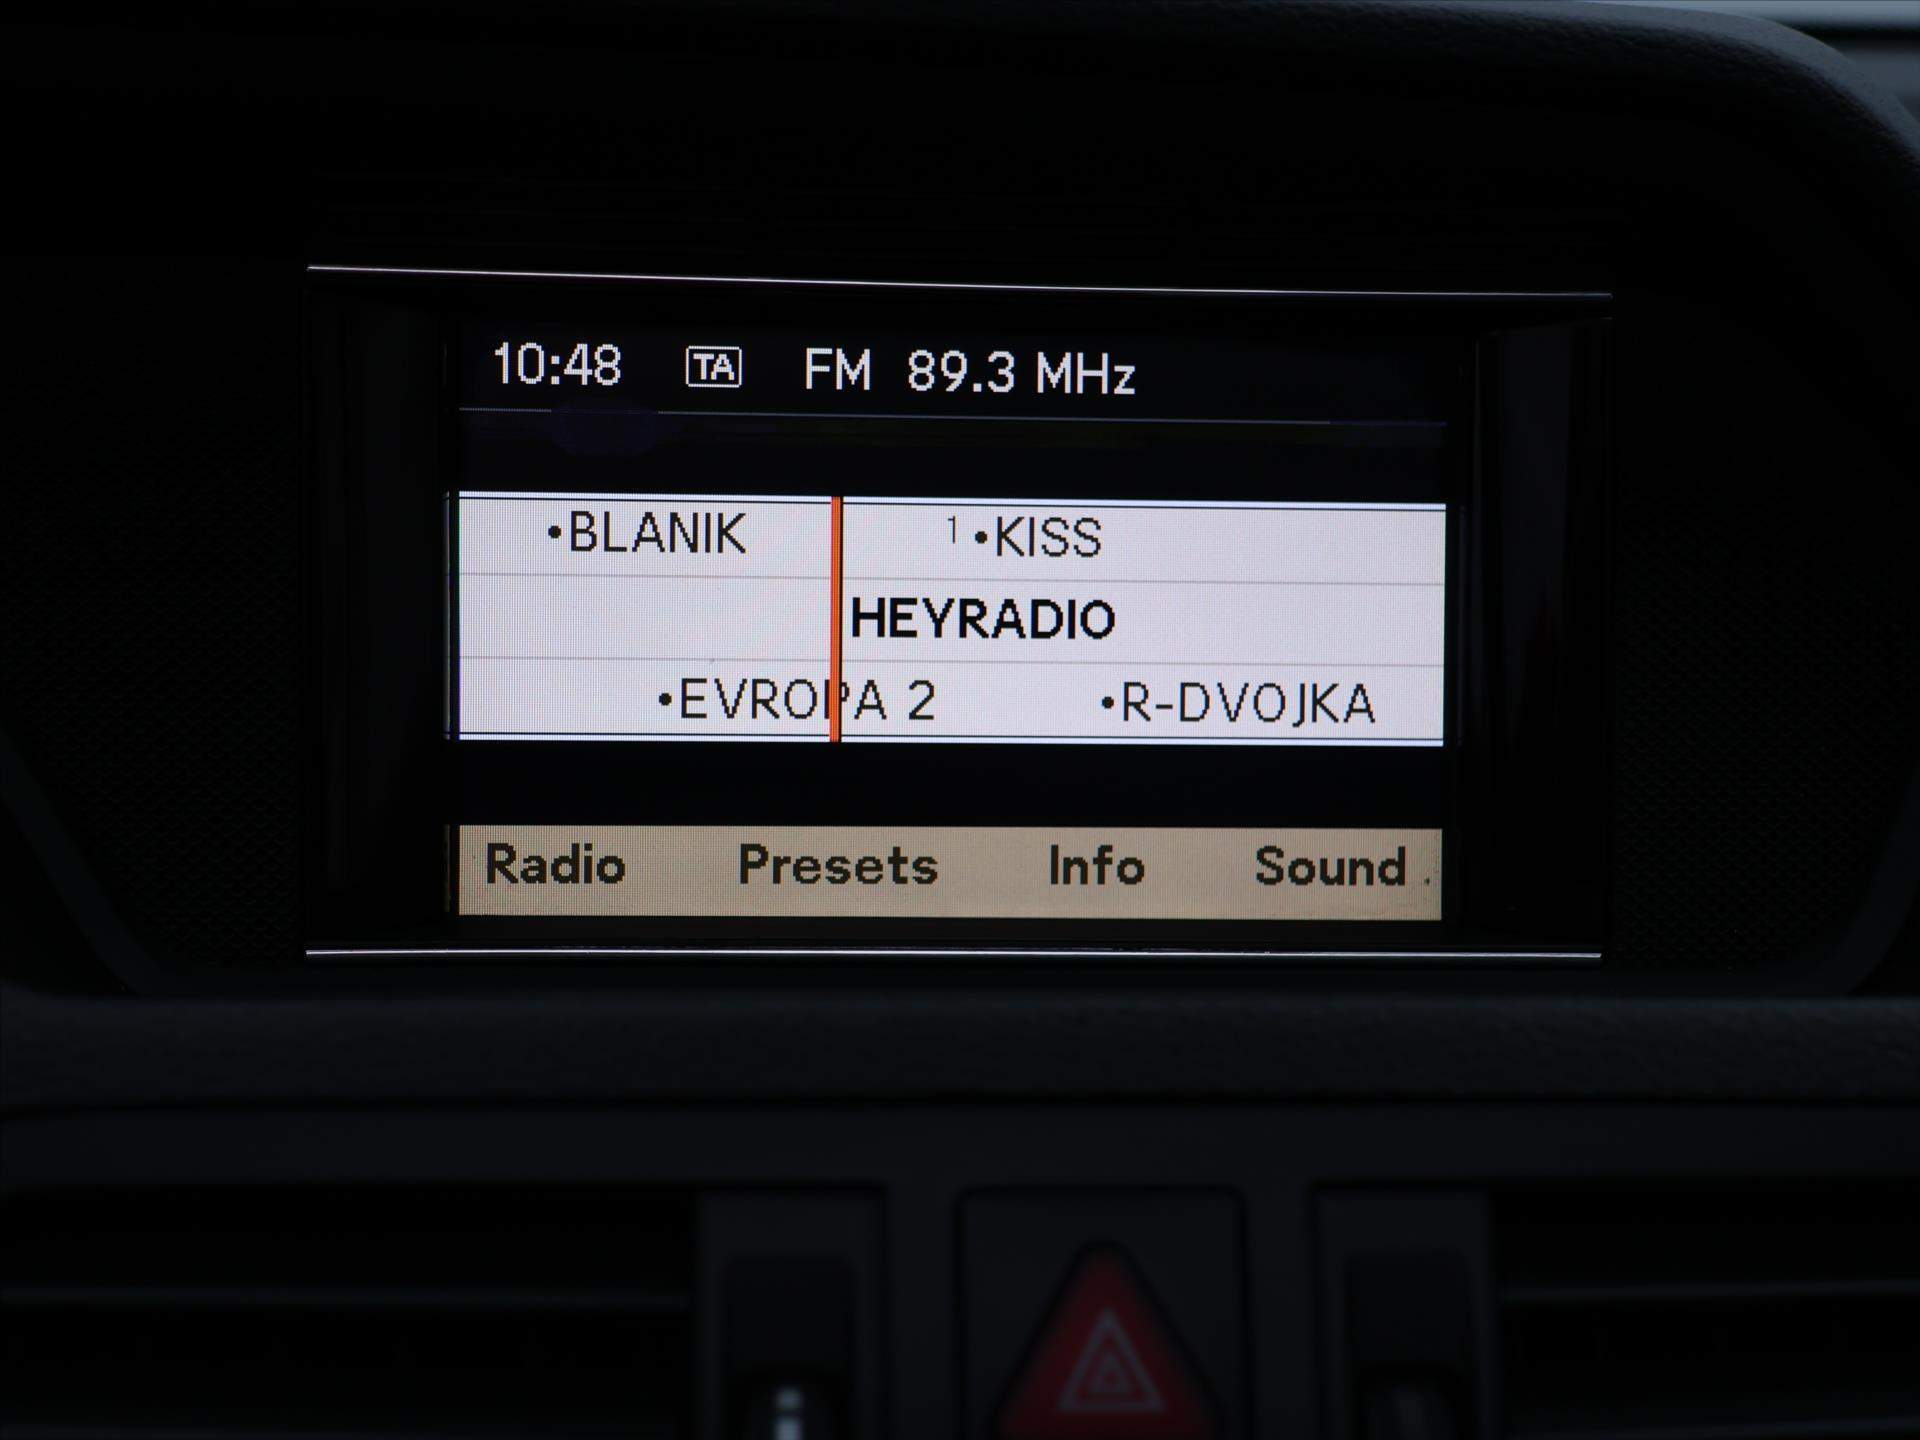 10:48 TA FM 89.3 MHz
•BLANIK 1 •KISS
HEYRADIO
•EVROPA 2 •R-DVOJKA
Radio Presets Info Sound